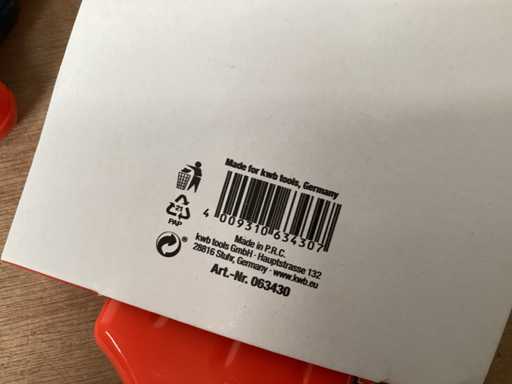 Made for kwb tools, Germany
4 009310 634307
21
PAP
Made in P.R.C.
kwb tools GmbH · Hauptstrasse 132
28816 Stuhr, Germany · www.kwb.eu
Art.-Nr. 063430